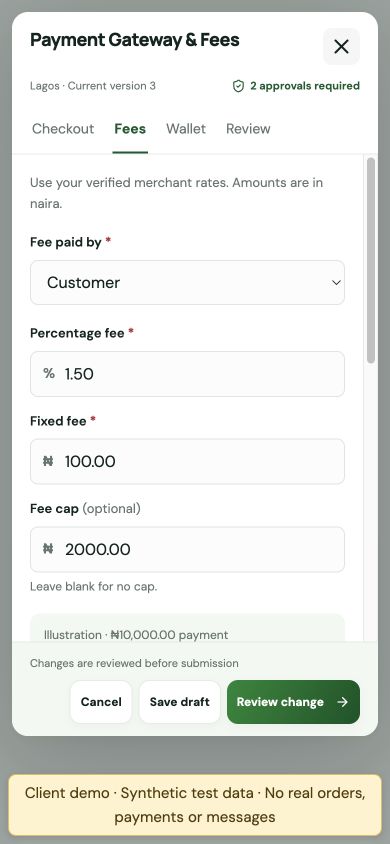 Payment Gateway & Fees
Lagos · Current version 3
2 approvals required
Checkout
Fees
Wallet
Review
Use your verified merchant rates. Amounts are in
naira.
Fee paid by *
Customer
Percentage fee *
% 1.50
Fixed fee *
₦ 100.00
Fee cap (optional)
₦ 2000.00
Leave blank for no cap.
Illustration · ₦10,000.00 payment
Changes are reviewed before submission
Cancel
Save draft
Review change →
Client demo · Synthetic test data · No real orders,
payments or messages